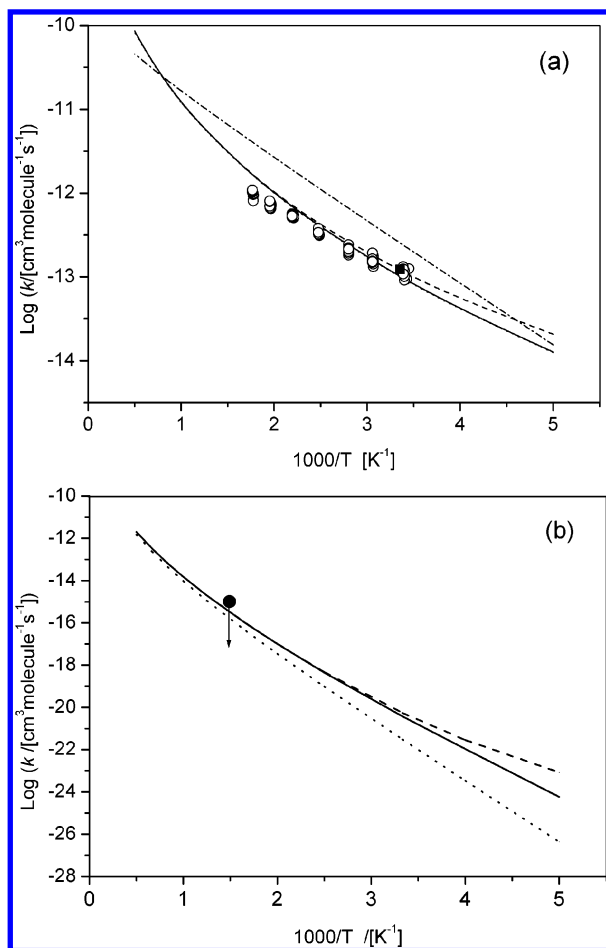 (a)
-10
-11
-12
-13
-14
Log (k/[cm³molecule⁻¹s⁻¹])
0 1 2 3 4 5
1000/T [K⁻¹]
(b)
-10
-12
-14
-16
-18
-20
-22
-24
-26
-28
Log (k /[cm³molecule⁻¹s⁻¹])
0 1 2 3 4 5
1000/T /[K⁻¹]